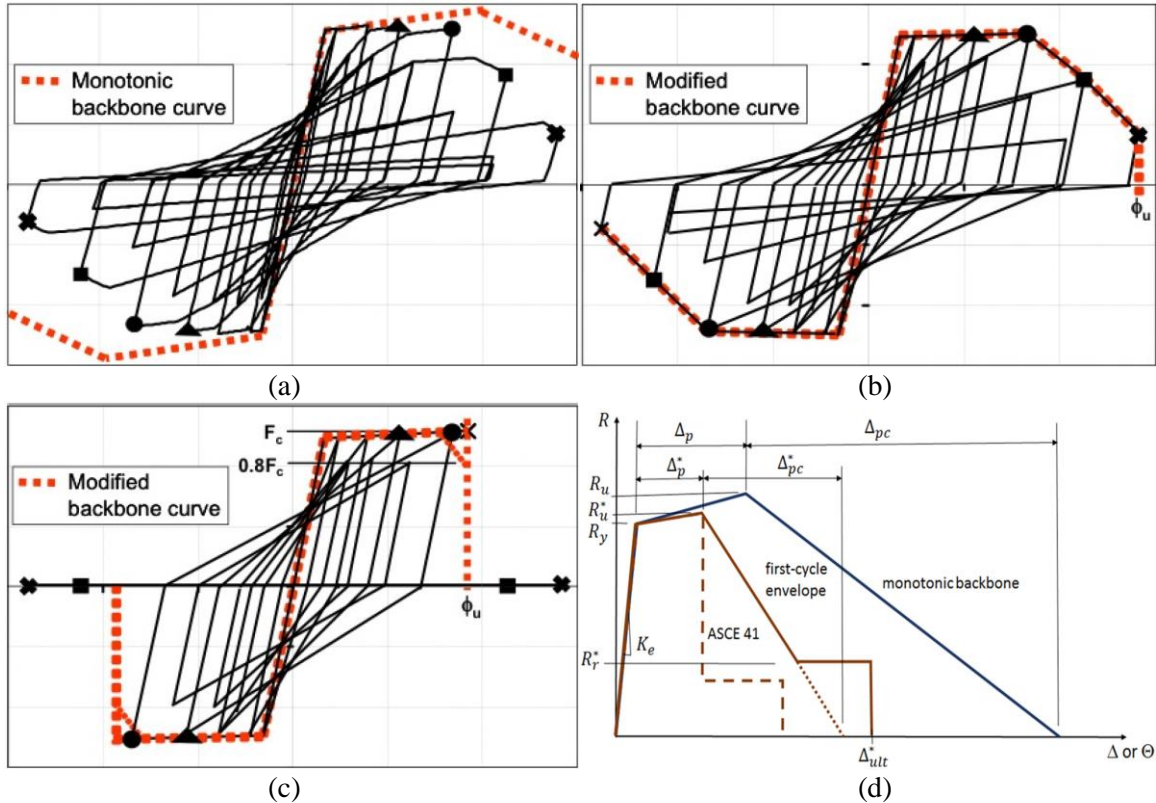 Monotonic
backbone curve
(a)
Modified
backbone curve
ϕu
(b)
Fc
0.8Fc
Modified
backbone curve
ϕu
(c)
R
Δp
Δpc
Δ*p
Δ*pc
Ru
R*u
Ry
first-cycle
envelope
monotonic backbone
ASCE 41
Ke
R*r
Δ*ult
Δ or Θ
(d)